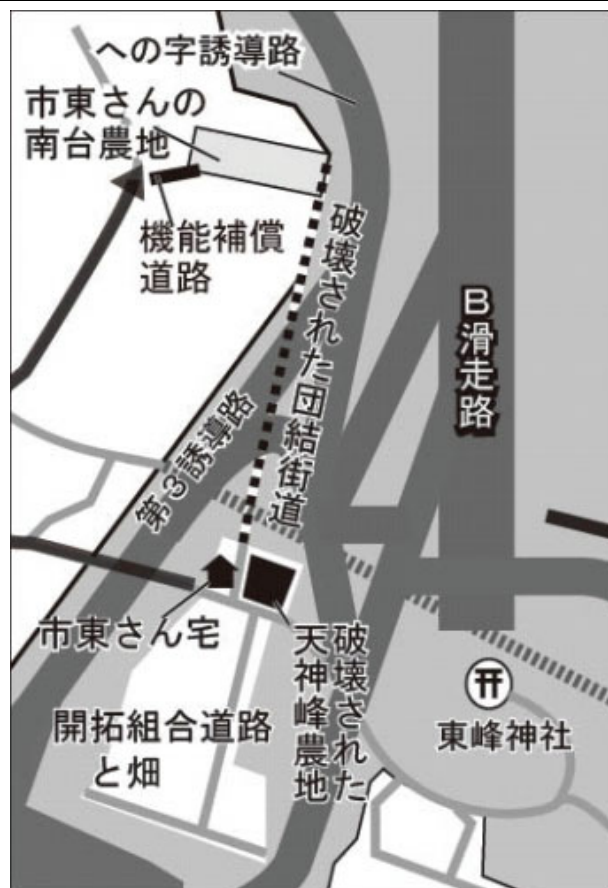 への字誘導路
市東さんの
南台農地
機能補償
道路
破壊された団結街道
B滑走路
第3誘導路
市東さん宅
破壊された
天神峰農地
開拓組合道路
と畑
東峰神社